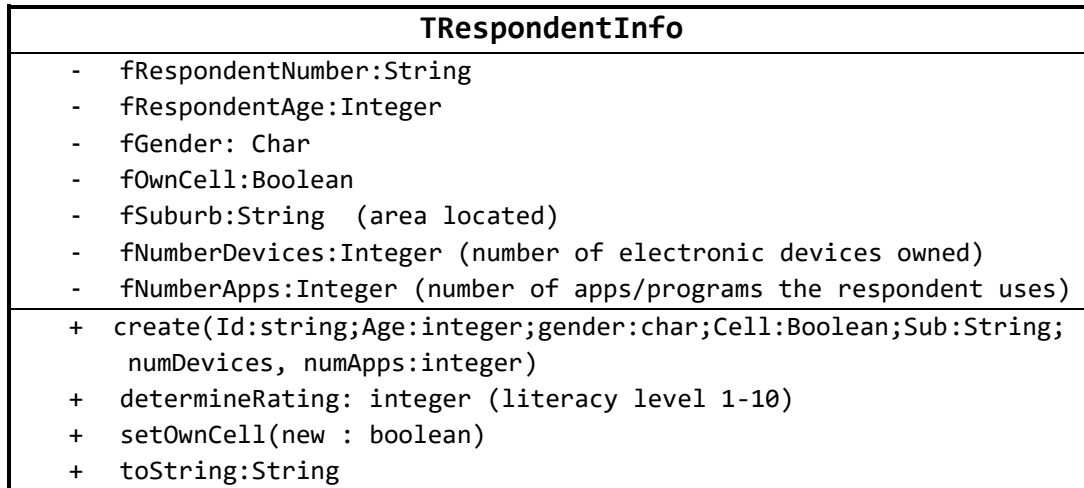 TRespondentInfo
- fRespondentNumber:String
- fRespondentAge:Integer
- fGender: Char
- fOwnCell:Boolean
- fSuburb:String (area located)
- fNumberDevices:Integer (number of electronic devices owned)
- fNumberApps:Integer (number of apps/programs the respondent uses)
+ create(Id:string;Age:integer;gender:char;Cell:Boolean;Sub:String;
numDevices, numApps:integer)
+ determineRating: integer (literacy level 1-10)
+ setOwnCell(new : boolean)
+ toString:String